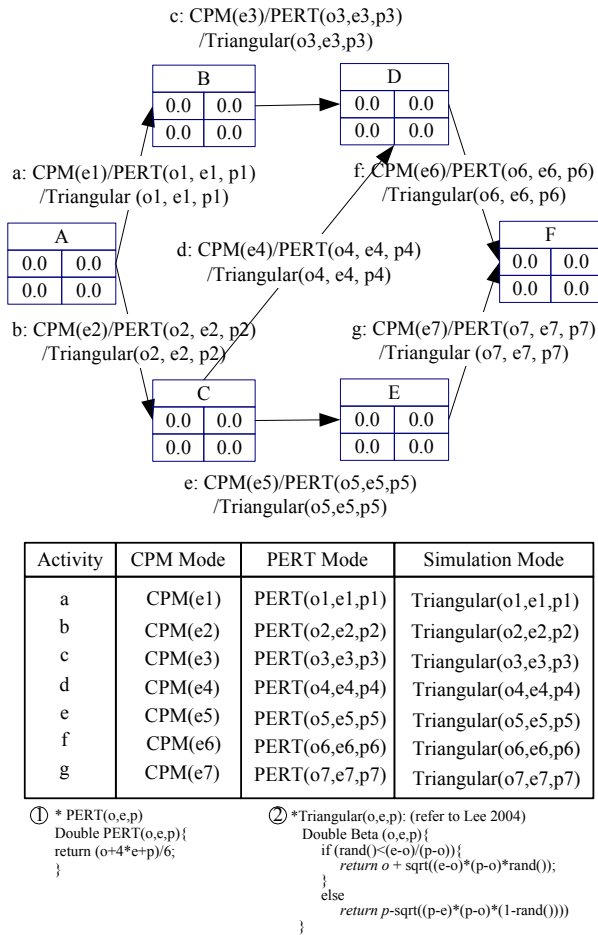 c: CPM(e3)/PERT(o3,e3,p3)
/Triangular(o3,e3,p3)
B
0.0 0.0
0.0 0.0
D
0.0 0.0
0.0 0.0
a: CPM(e1)/PERT(o1, e1, p1)
/Triangular (o1, e1, p1)
f: CPM(e6)/PERT(o6, e6, p6)
/Triangular(o6, e6, p6)
A
0.0 0.0
0.0 0.0
d: CPM(e4)/PERT(o4, e4, p4)
/Triangular(o4, e4, p4)
F
0.0 0.0
0.0 0.0
b: CPM(e2)/PERT(o2, e2, p2)
/Triangular(o2, e2, p2)
g: CPM(e7)/PERT(o7, e7, p7)
/Triangular (o7, e7, p7)
C
0.0 0.0
0.0 0.0
E
0.0 0.0
0.0 0.0
e: CPM(e5)/PERT(o5,e5,p5)
/Triangular(o5,e5,p5)
Activity CPM Mode PERT Mode Simulation Mode
a CPM(e1) PERT(o1,e1,p1) Triangular(o1,e1,p1)
b CPM(e2) PERT(o2,e2,p2) Triangular(o2,e2,p2)
c CPM(e3) PERT(o3,e3,p3) Triangular(o3,e3,p3)
d CPM(e4) PERT(o4,e4,p4) Triangular(o4,e4,p4)
e CPM(e5) PERT(o5,e5,p5) Triangular(o5,e5,p5)
f CPM(e6) PERT(o6,e6,p6) Triangular(o6,e6,p6)
g CPM(e7) PERT(o7,e7,p7) Triangular(o7,e7,p7)
① * PERT(o,e,p)
Double PERT(o,e,p){
return (o+4*e+p)/6;
}
② *Triangular(o,e,p): (refer to Lee 2004)
Double Beta (o,e,p){
if (rand()<(e-o)/(p-o)){
return o + sqrt((e-o)*(p-o)*rand());
}
else
return p-sqrt((p-e)*(p-o)*(1-rand())))
}